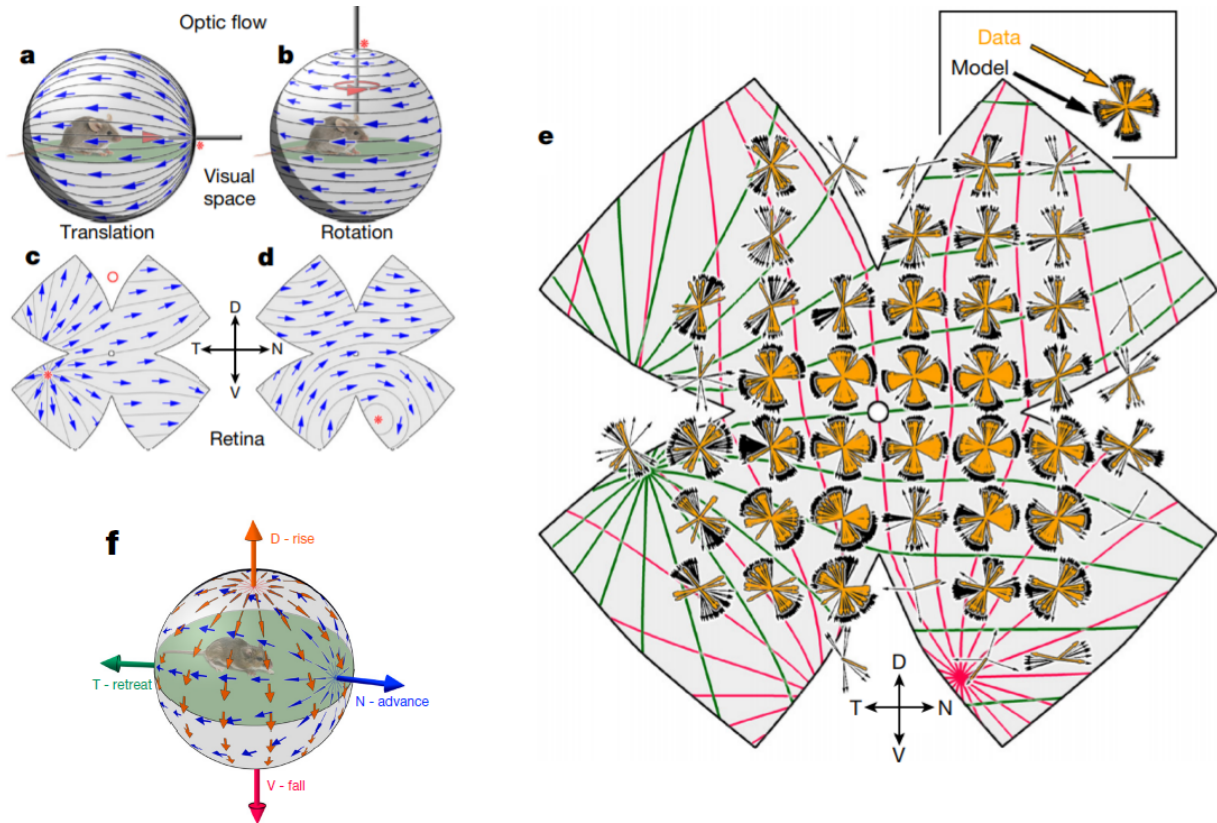 Optic flow
a
b
Visual
space
Translation
Rotation
c
d
D
T
N
V
Retina
e
Data
Model
D
T
N
V
f
D - rise
T - retreat
N - advance
V - fall